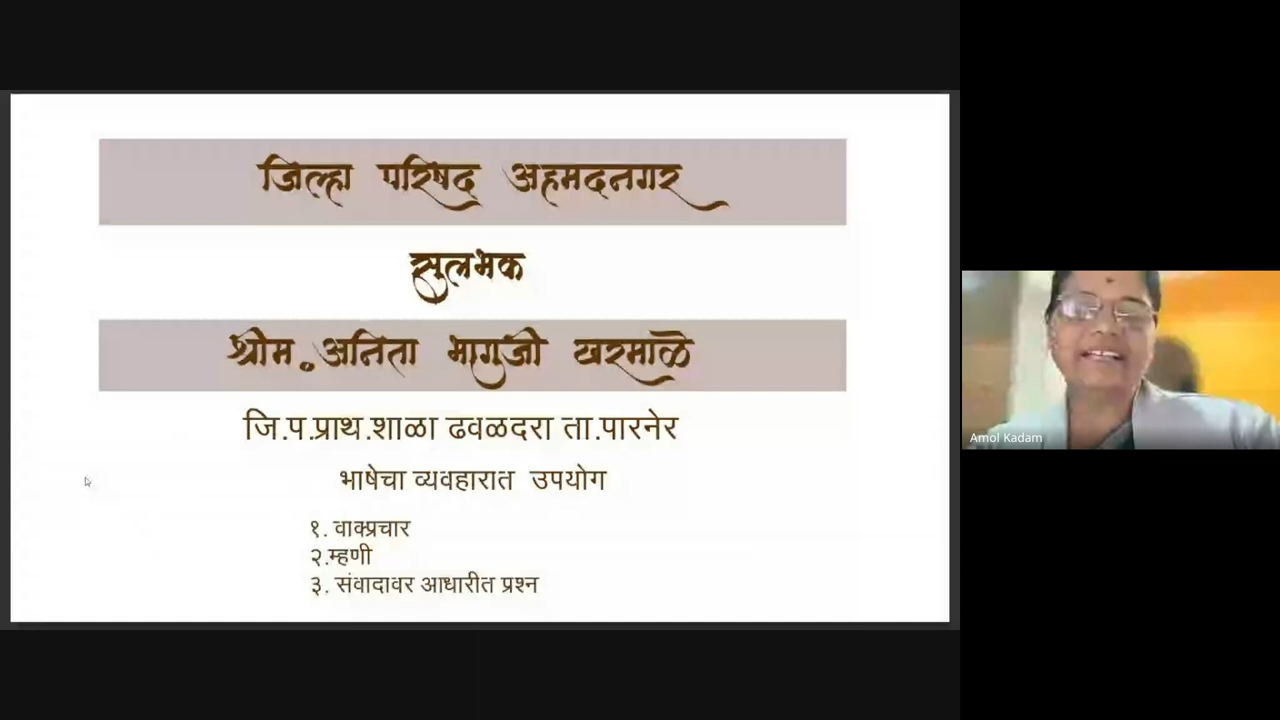 जिल्हा परिषद अहमदनगर
सुलभक
श्रीम.अनिता भागुजी खरमाळे
जि.प.प्राथ.शाळा ढवळदरा ता.पारनेर
भाषेचा व्यवहारात उपयोग
१. वाक्प्रचार
२.म्हणी
३. संवादावर आधारीत प्रश्न
Amol Kadam